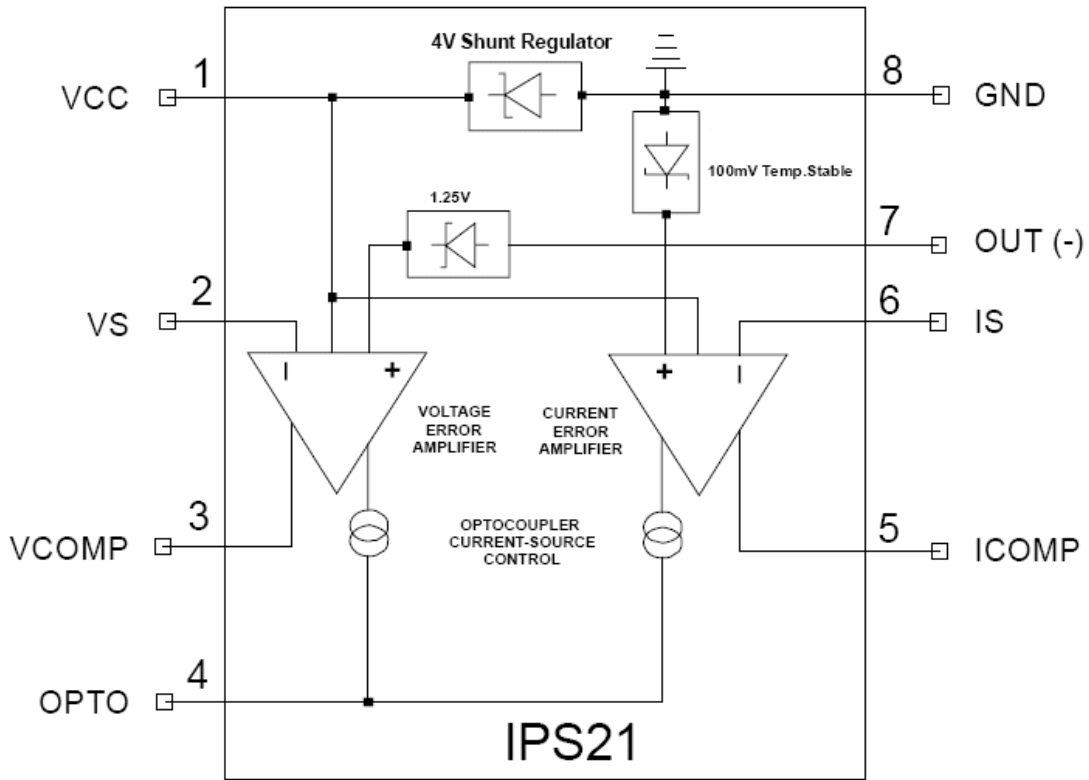 4V Shunt Regulator
1
VCC
8
GND
100mV Temp.Stable
1.25V
7
OUT (-)
2
VS
6
IS
–
+
+
–
VOLTAGE
ERROR
AMPLIFIER
CURRENT
ERROR
AMPLIFIER
3
VCOMP
OPTOCOUPLER
CURRENT-SOURCE
CONTROL
5
ICOMP
4
OPTO
IPS21